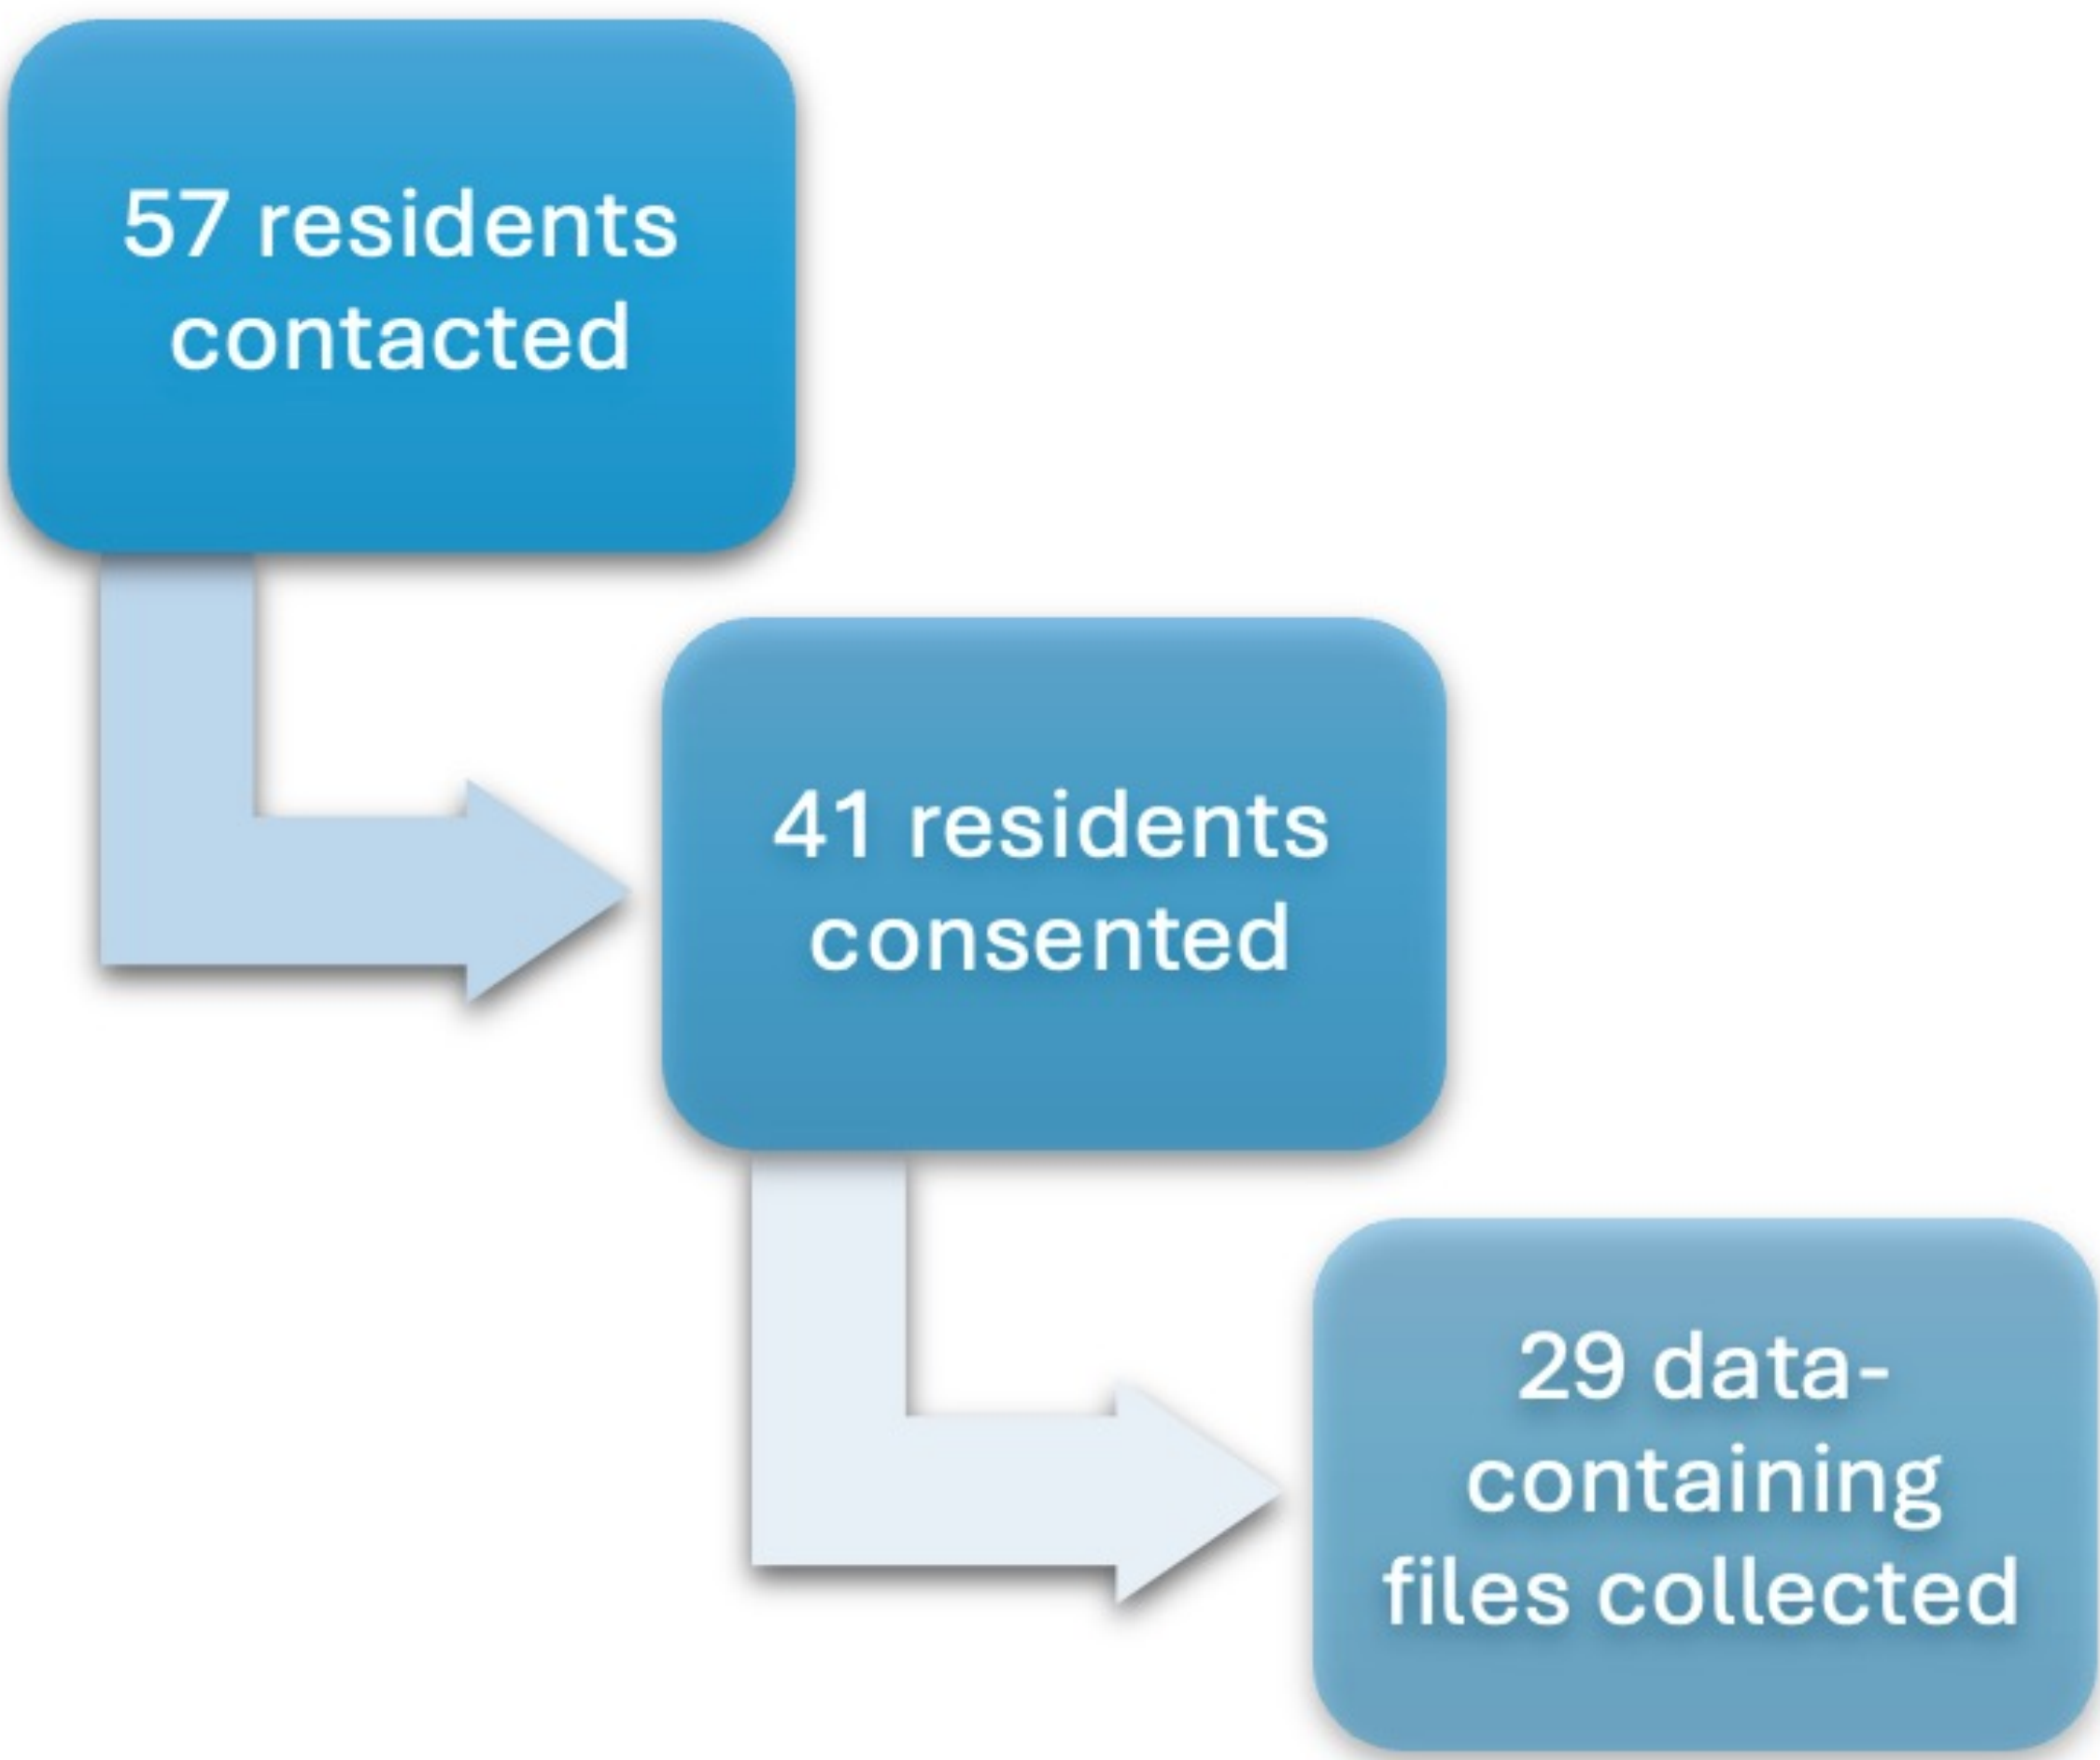 57 residents
contacted
41 residents
consented
29 data-
containing
files collected